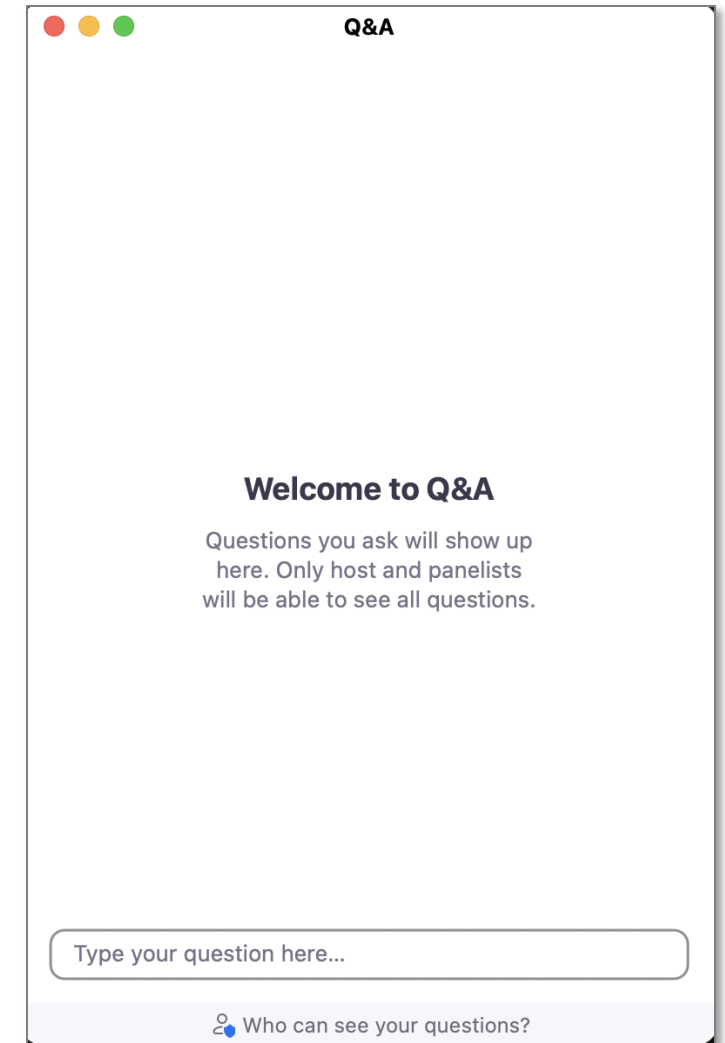 Q&A
Welcome to Q&A
Questions you ask will show up
here. Only host and panelists
will be able to see all questions.
Type your question here...
Who can see your questions?